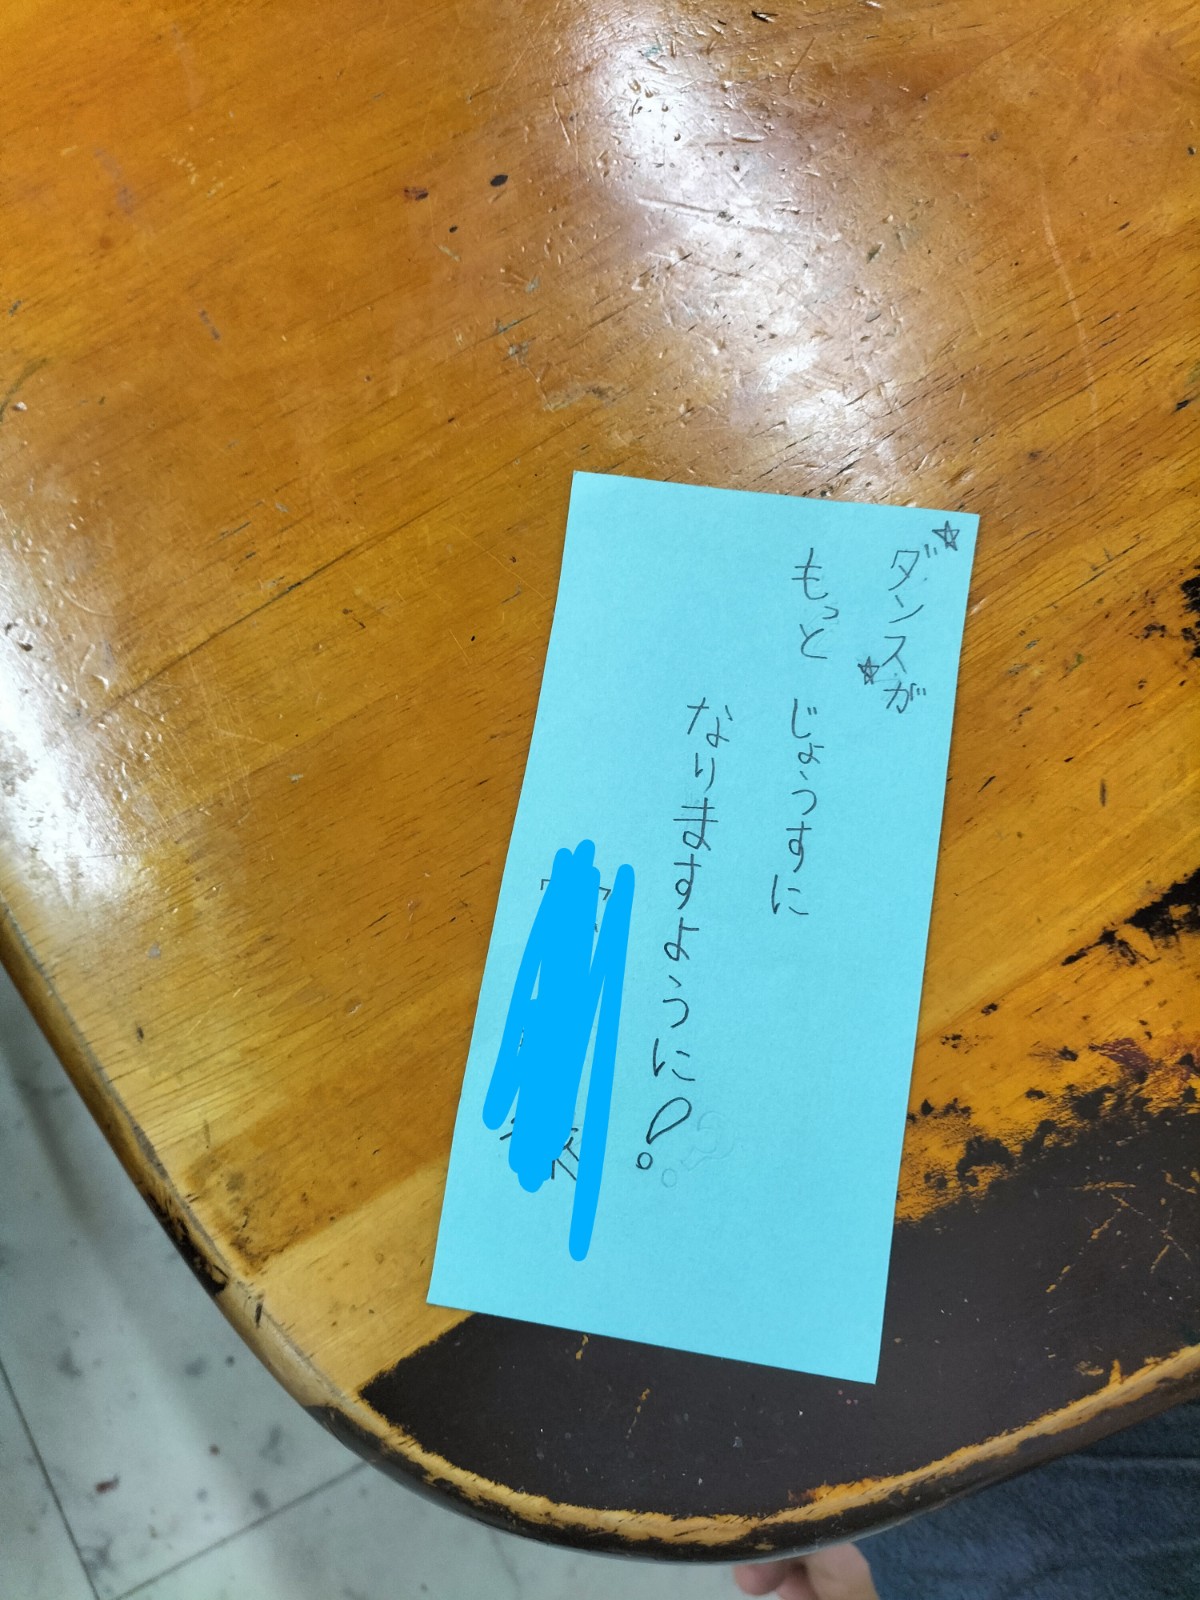 ☆ダンスが☆
もっと じょうずに
なりますように!